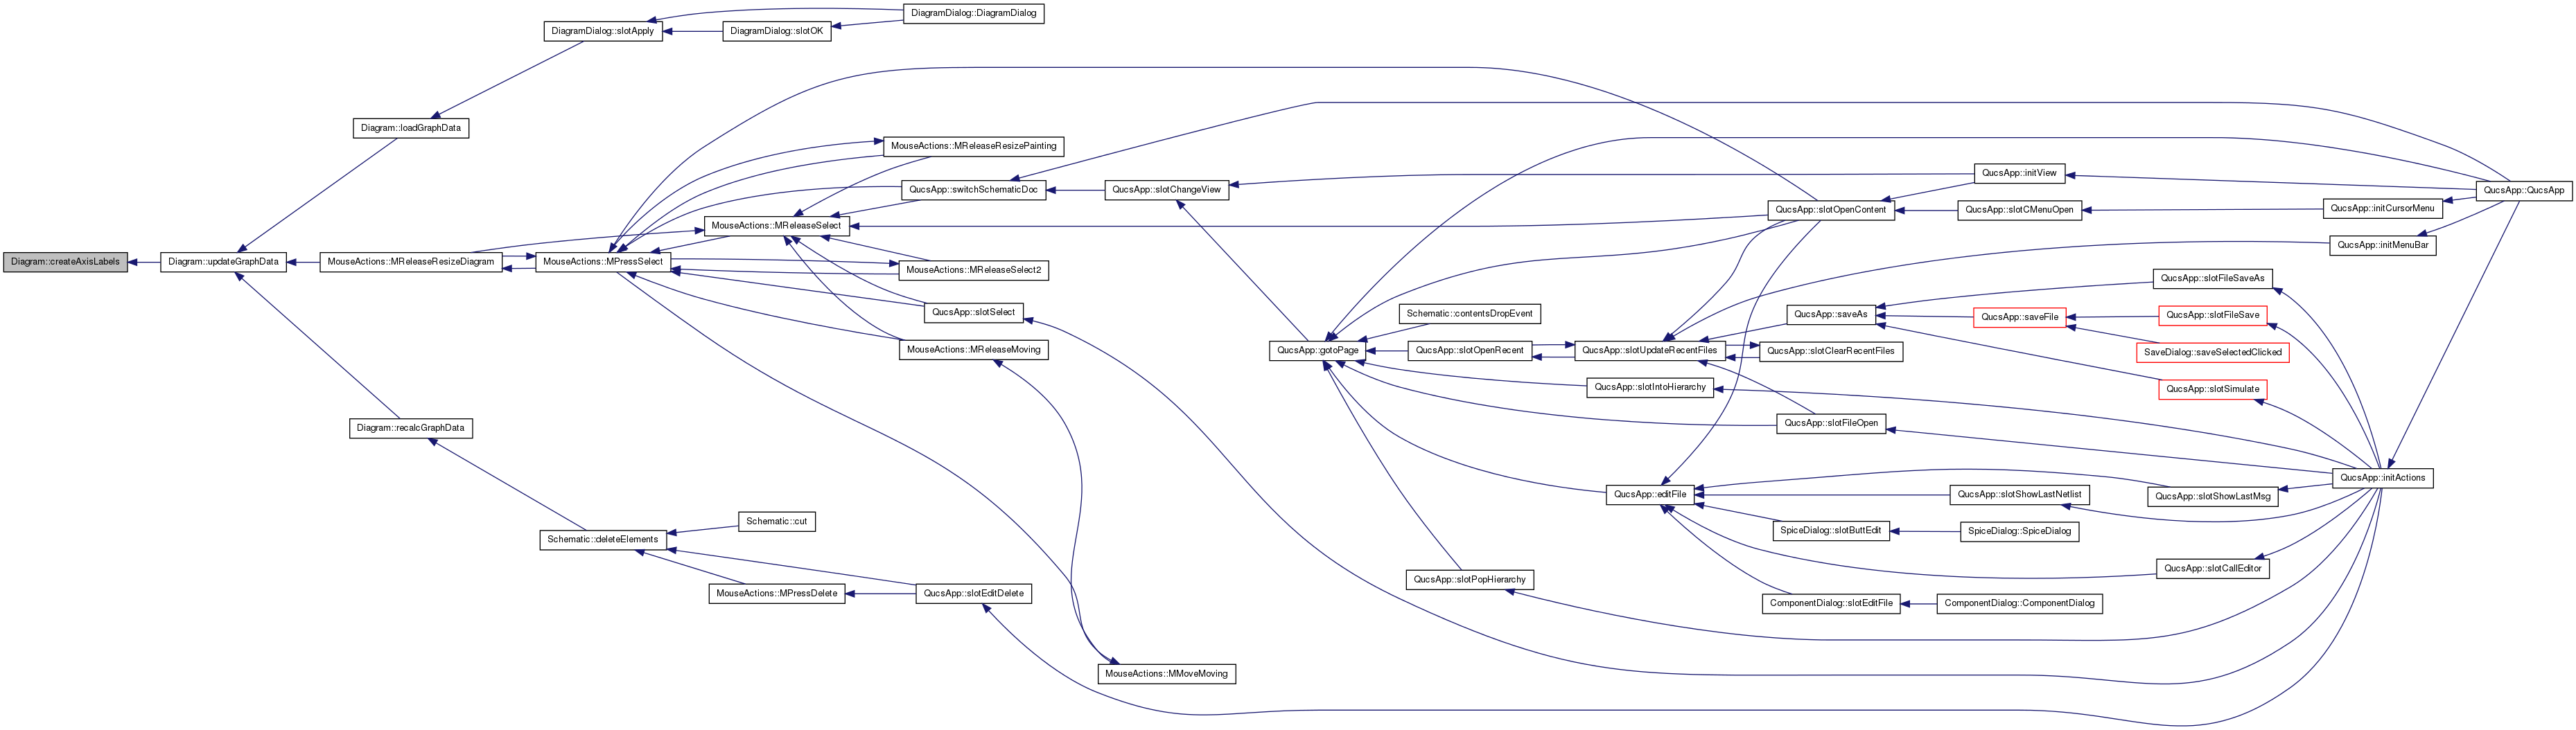 DiagramDialog::DiagramDialog
DiagramDialog::slotApply
DiagramDialog::slotOK
Diagram::loadGraphData
MouseActions::MReleaseResizePainting
QucsApp::initView
QucsApp::switchSchematicDoc
QucsApp::slotChangeView
QucsApp::QucsApp
QucsApp::slotOpenContent
QucsApp::slotCMenuOpen
QucsApp::initCursorMenu
MouseActions::MReleaseSelect
QucsApp::initMenuBar
Diagram::createAxisLabels
Diagram::updateGraphData
MouseActions::MReleaseResizeDiagram
MouseActions::MPressSelect
MouseActions::MReleaseSelect2
QucsApp::slotFileSaveAs
QucsApp::slotSelect
Schematic::contentsDropEvent
QucsApp::saveAs
QucsApp::saveFile
QucsApp::slotFileSave
MouseActions::MReleaseMoving
QucsApp::gotoPage
QucsApp::slotOpenRecent
QucsApp::slotUpdateRecentFiles
QucsApp::slotClearRecentFiles
SaveDialog::saveSelectedClicked
QucsApp::slotIntoHierarchy
QucsApp::slotSimulate
Diagram::recalcGraphData
QucsApp::slotFileOpen
QucsApp::initActions
QucsApp::editFile
QucsApp::slotShowLastNetlist
QucsApp::slotShowLastMsg
Schematic::cut
SpiceDialog::slotButtEdit
SpiceDialog::SpiceDialog
Schematic::deleteElements
QucsApp::slotCallEditor
QucsApp::slotPopHierarchy
MouseActions::MPressDelete
QucsApp::slotEditDelete
ComponentDialog::slotEditFile
ComponentDialog::ComponentDialog
MouseActions::MMoveMoving